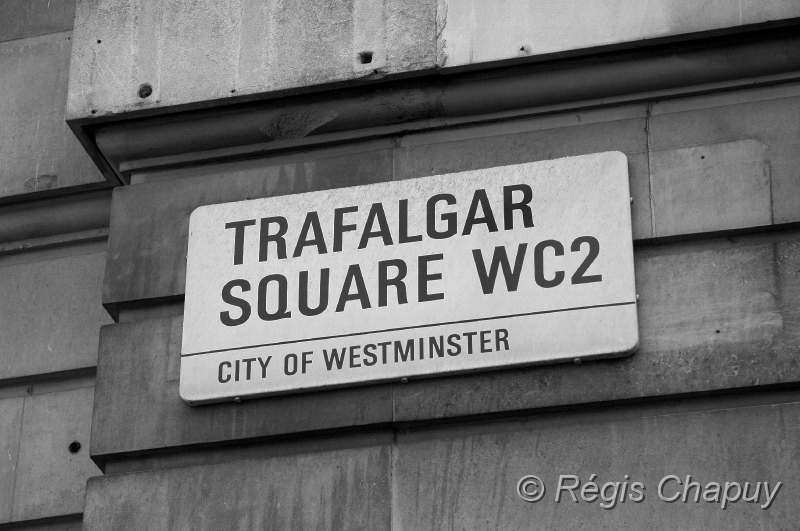 TRAFALGAR
SQUARE WC2
CITY OF WESTMINSTER
© Régis Chapuy